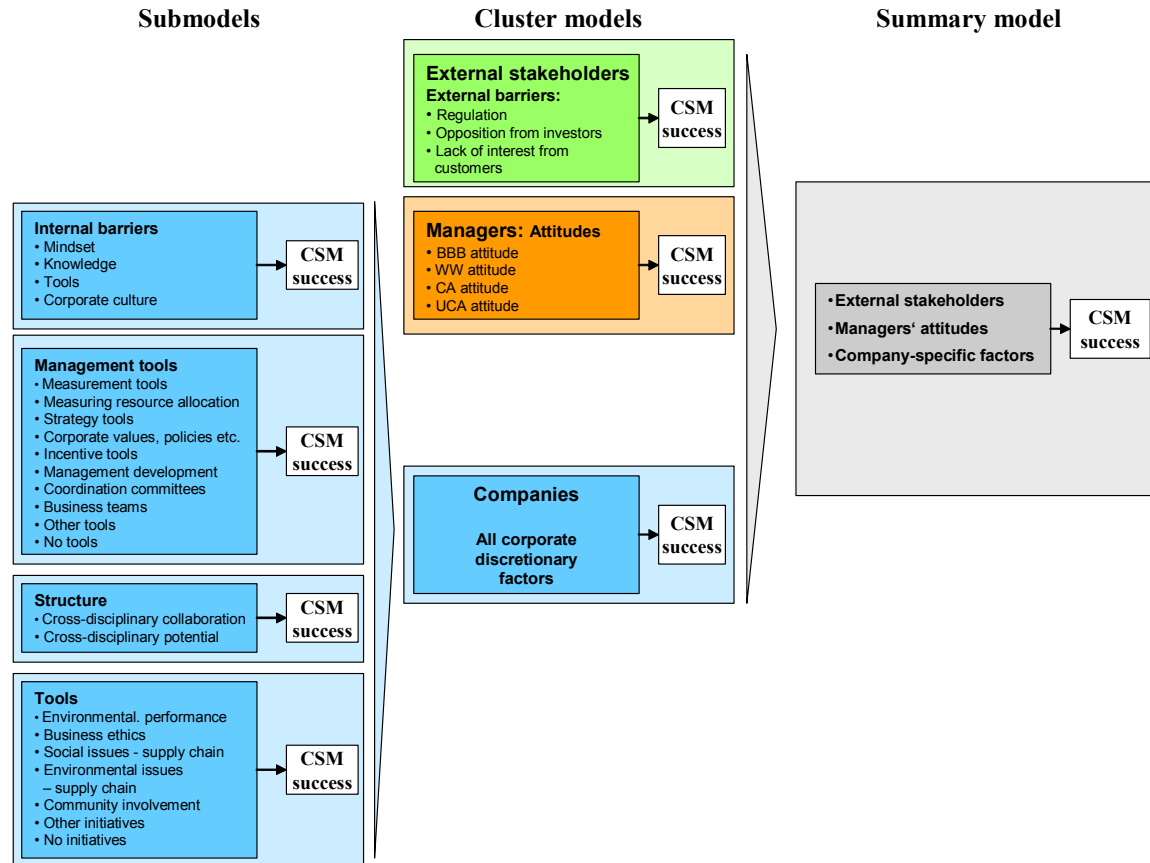 Submodels
Cluster models
Summary model
External stakeholders
External barriers:
• Regulation
• Opposition from investors
• Lack of interest from
customers
CSM
success
Internal barriers
• Mindset
• Knowledge
• Tools
• Corporate culture
CSM
success
Managers: Attitudes
• BBB attitude
• WW attitude
• CA attitude
• UCA attitude
CSM
success
•External stakeholders
•Managers‘ attitudes
•Company-specific factors
CSM
success
Management tools
• Measurement tools
• Measuring resource allocation
• Strategy tools
• Corporate values, policies etc.
• Incentive tools
• Management development
• Coordination committees
• Business teams
• Other tools
• No tools
CSM
success
Companies
All corporate
discretionary
factors
CSM
success
Structure
• Cross-disciplinary collaboration
• Cross-disciplinary potential
CSM
success
Tools
• Environmental. performance
• Business ethics
• Social issues - supply chain
• Environmental issues
– supply chain
• Community involvement
• Other initiatives
• No initiatives
CSM
success